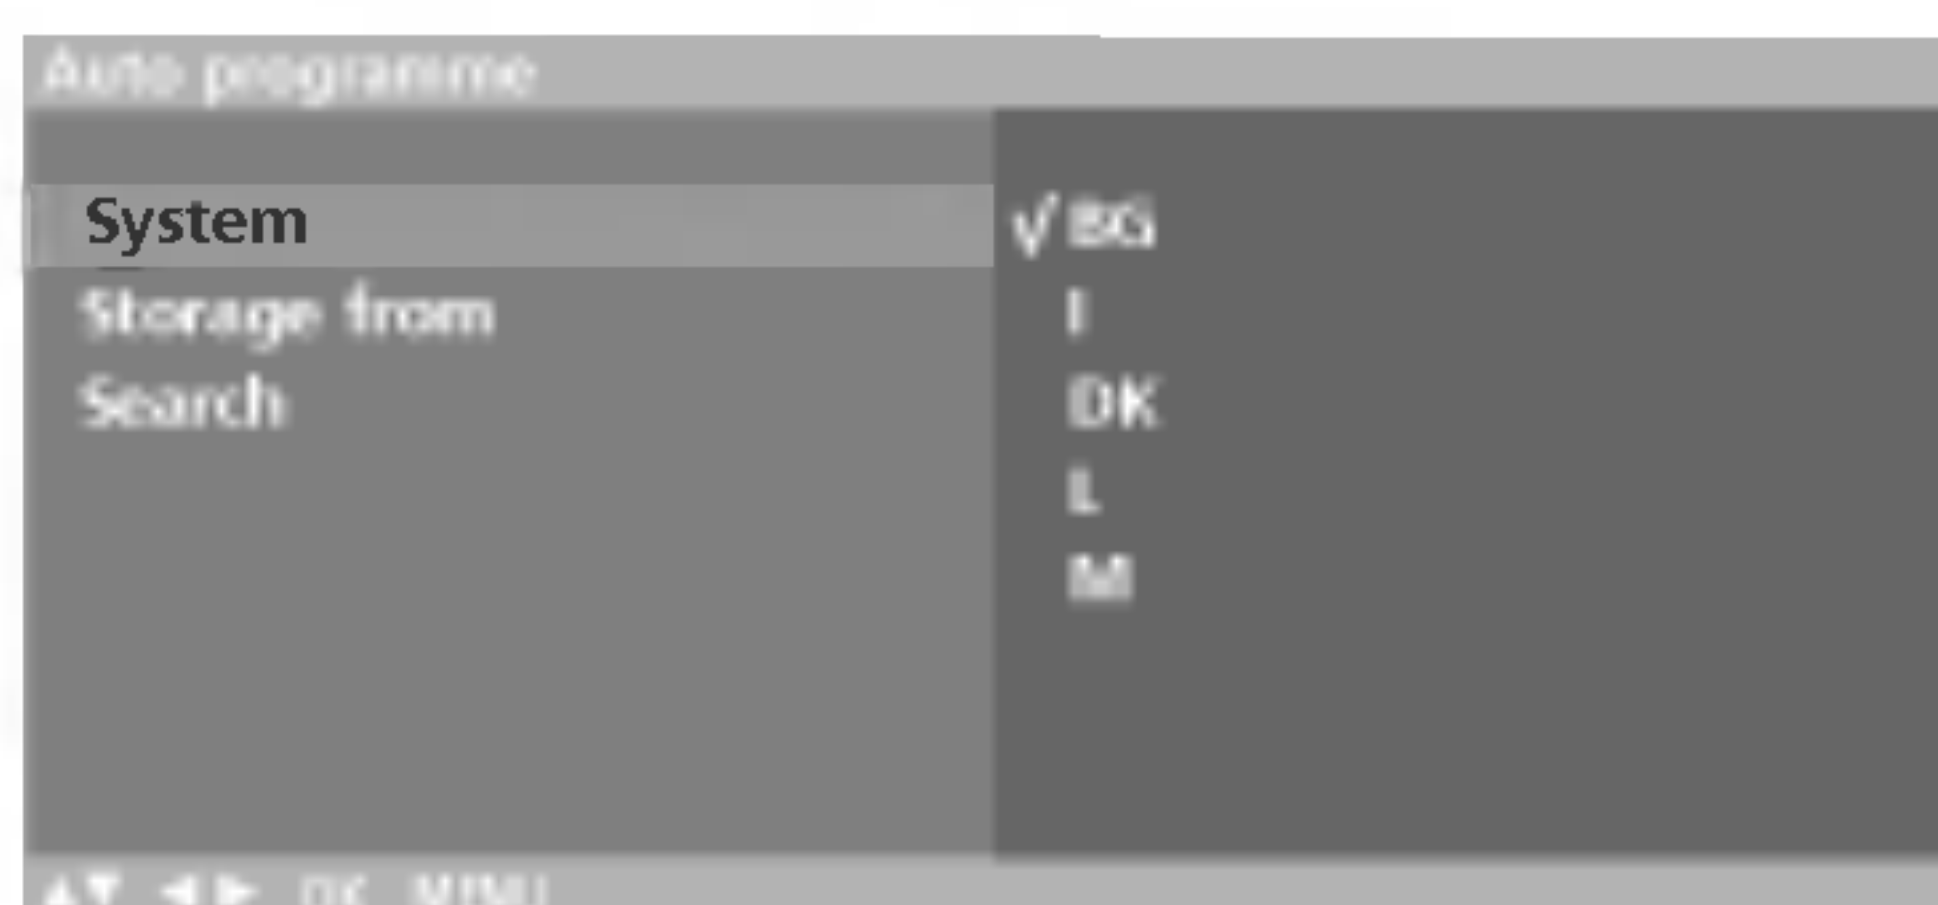 Auto programme
System √ BG
Storage from I
Search DK
L
M
▲▼ ◀▶ OK MENU